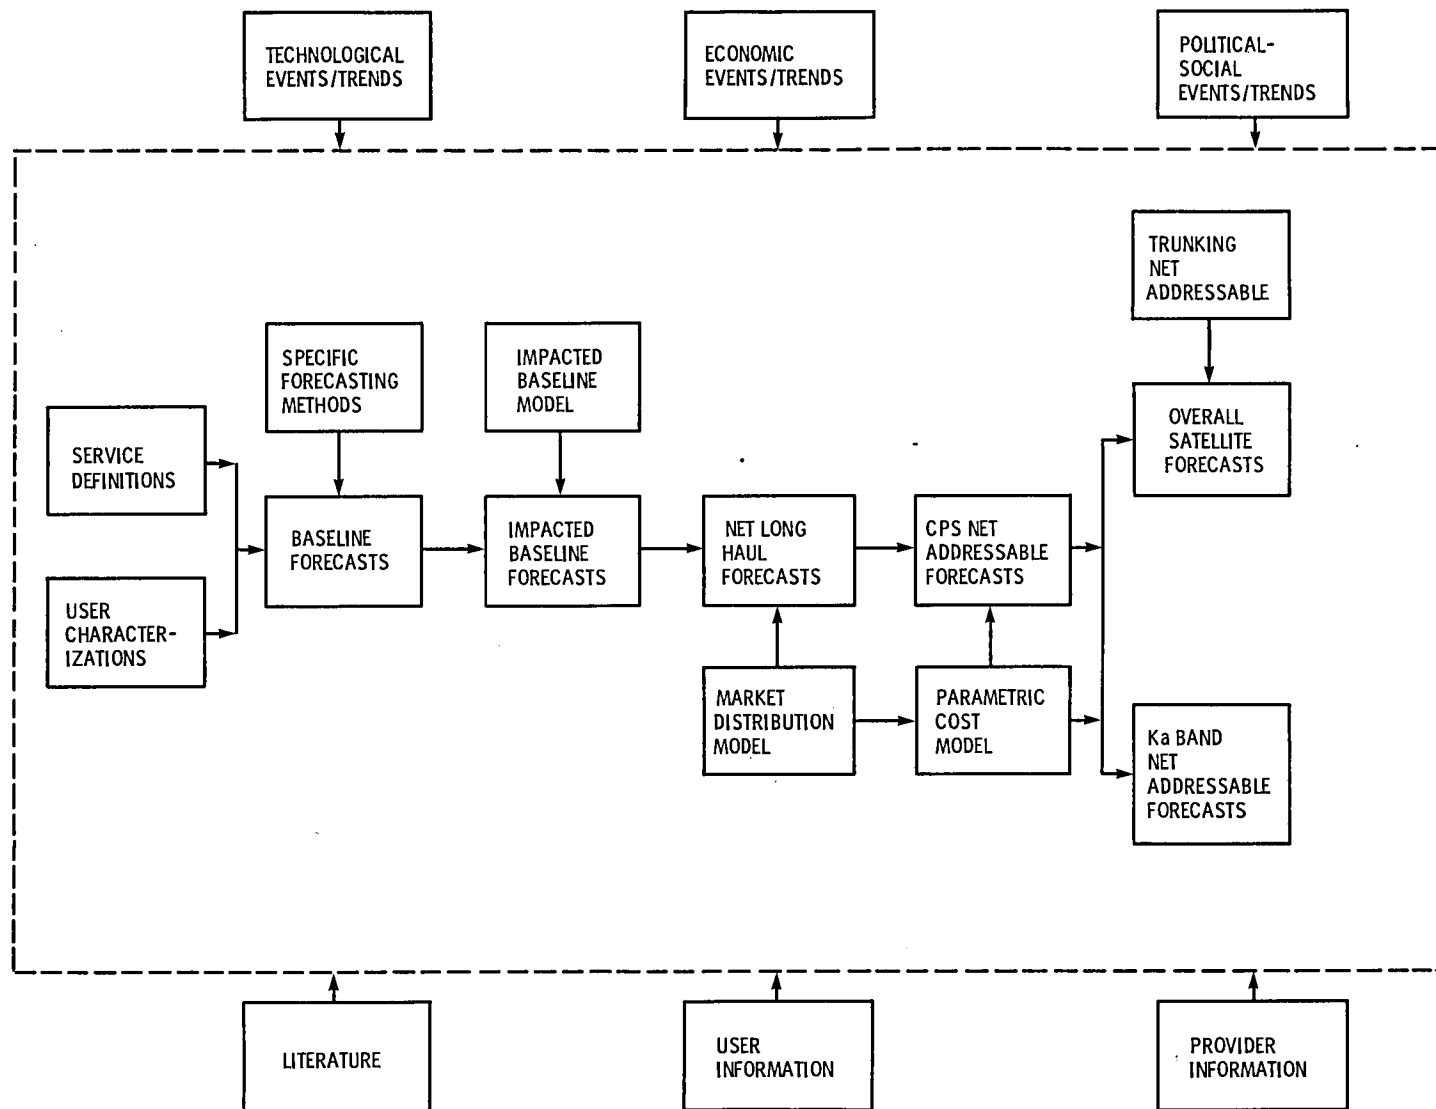 TECHNOLOGICAL
EVENTS/TRENDS
ECONOMIC
EVENTS/TRENDS
POLITICAL-
SOCIAL
EVENTS/TRENDS
TRUNKING
NET
ADDRESSABLE
SPECIFIC
FORECASTING
METHODS
IMPACTED
BASELINE
MODEL
OVERALL
SATELLITE
FORECASTS
SERVICE
DEFINITIONS
BASELINE
FORECASTS
IMPACTED
BASELINE
FORECASTS
NET LONG
HAUL
FORECASTS
CPS NET
ADDRESSABLE
FORECASTS
USER
CHARACTER-
IZATIONS
MARKET
DISTRIBUTION
MODEL
PARAMETRIC
COST
MODEL
Ka BAND
NET
ADDRESSABLE
FORECASTS
LITERATURE
USER
INFORMATION
PROVIDER
INFORMATION